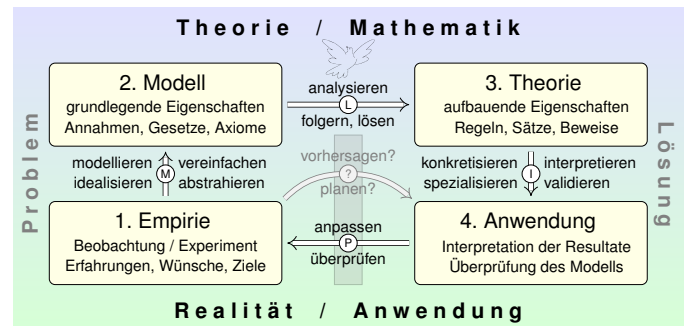 Theorie / Mathematik
Problem
2. Modell
grundlegende Eigenschaften
Annahmen, Gesetze, Axiome
analysieren
L
folgern, lösen
3. Theorie
aufbauende Eigenschaften
Regeln, Sätze, Beweise
Lösung
modellieren
idealisieren
M
vereinfachen
abstrahieren
vorhersagen?
?
planen?
konkretisieren
spezialisieren
I
interpretieren
validieren
1. Empirie
Beobachtung / Experiment
Erfahrungen, Wünsche, Ziele
anpassen
P
überprüfen
4. Anwendung
Interpretation der Resultate
Überprüfung des Modells
Realität / Anwendung